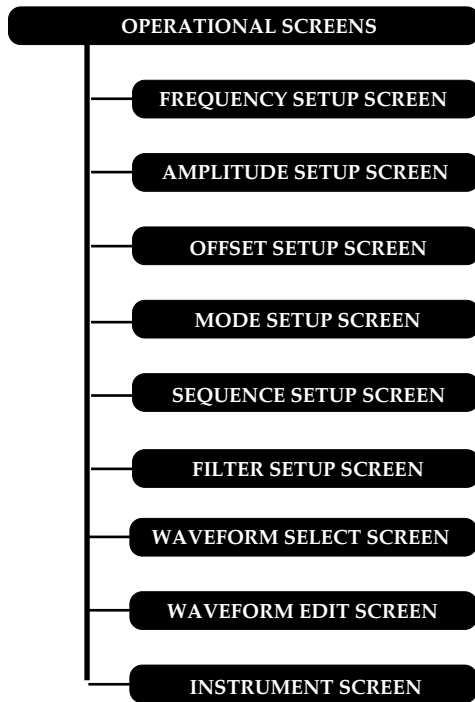 OPERATIONAL SCREENS
FREQUENCY SETUP SCREEN
AMPLITUDE SETUP SCREEN
OFFSET SETUP SCREEN
MODE SETUP SCREEN
SEQUENCE SETUP SCREEN
FILTER SETUP SCREEN
WAVEFORM SELECT SCREEN
WAVEFORM EDIT SCREEN
INSTRUMENT SCREEN